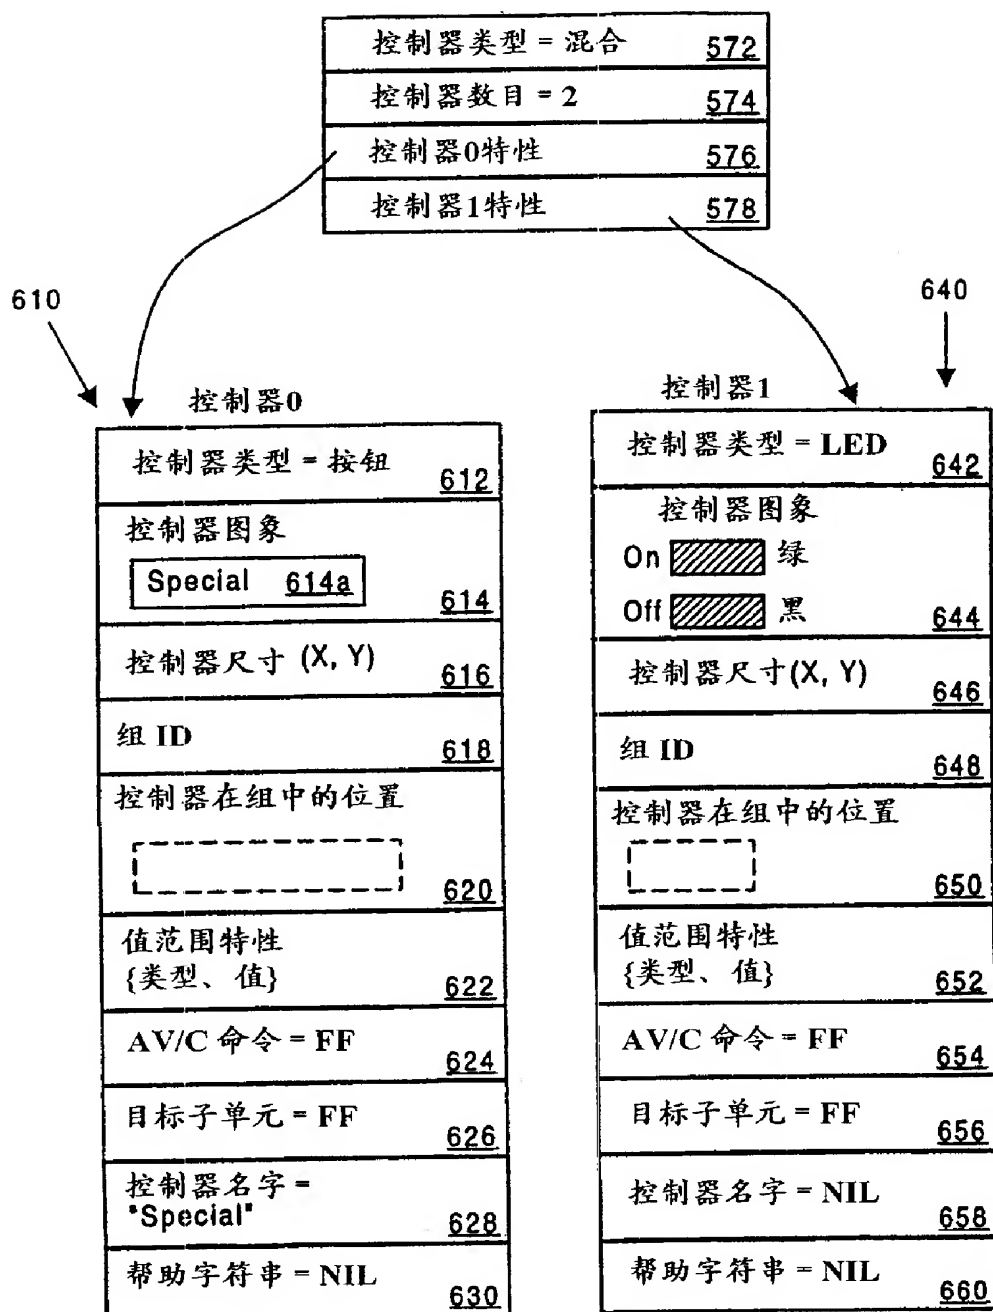 控制器类型 = 混合 572
控制器数目 = 2 574
控制器0特性 576
控制器1特性 578
610
640
控制器0
控制器类型 = 按钮 612
控制器图象
Special 614a
614
控制器尺寸 (X, Y) 616
组 ID 618
控制器在组中的位置
620
值范围特性
{类型、值} 622
AV/C 命令 = FF 624
目标子单元 = FF 626
控制器名字 =
"Special" 628
帮助字符串 = NIL 630
控制器1
控制器类型 = LED 642
控制器图象
On 绿
Off 黑 644
控制器尺寸(X, Y) 646
组 ID 648
控制器在组中的位置
650
值范围特性
{类型、值} 652
AV/C 命令 = FF 654
目标子单元 = FF 656
控制器名字 = NIL 658
帮助字符串 = NIL 660